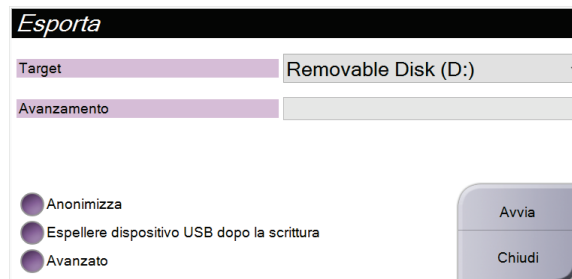 Esporta
Target Removable Disk (D:)
Avanzamento
Anonimizza
Espellere dispositivo USB dopo la scrittura
Avanzato
Avvia
Chiudi